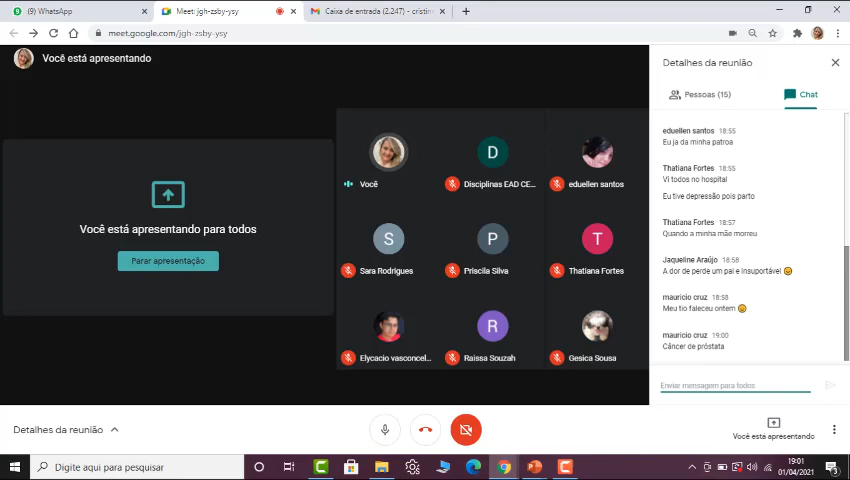 (9) WhatsApp
Meet: jgh-zsby-ysy
Caixa de entrada (2.247) - cristin
meet.google.com/jgh-zsby-ysy
Você está apresentando
Detalhes da reunião
Pessoas (15)
Chat
eduellen santos 18:55
Eu ja da minha patroa
Thatiana Fortes 18:55
Vi todos no hospital
Eu tive depressão pois parto
Thatiana Fortes 18:57
Quando a minha mãe morreu
Jaqueline Araújo 18:58
A dor de perde um pai e insuportável
mauricio cruz 18:58
Meu tio faleceu ontem
mauricio cruz 19:00
Câncer de próstata
Enviar mensagem para todos
Você está apresentando para todos
Parar apresentação
Você
D
Disciplinas EAD CE...
eduellen santos
S
Sara Rodrigues
P
Priscila Silva
T
Thatiana Fortes
Elycacio vasconcel...
R
Raissa Souzah
Gesica Sousa
Detalhes da reunião
Você está apresentando
Digite aqui para pesquisar
19:01
01/04/2021
3